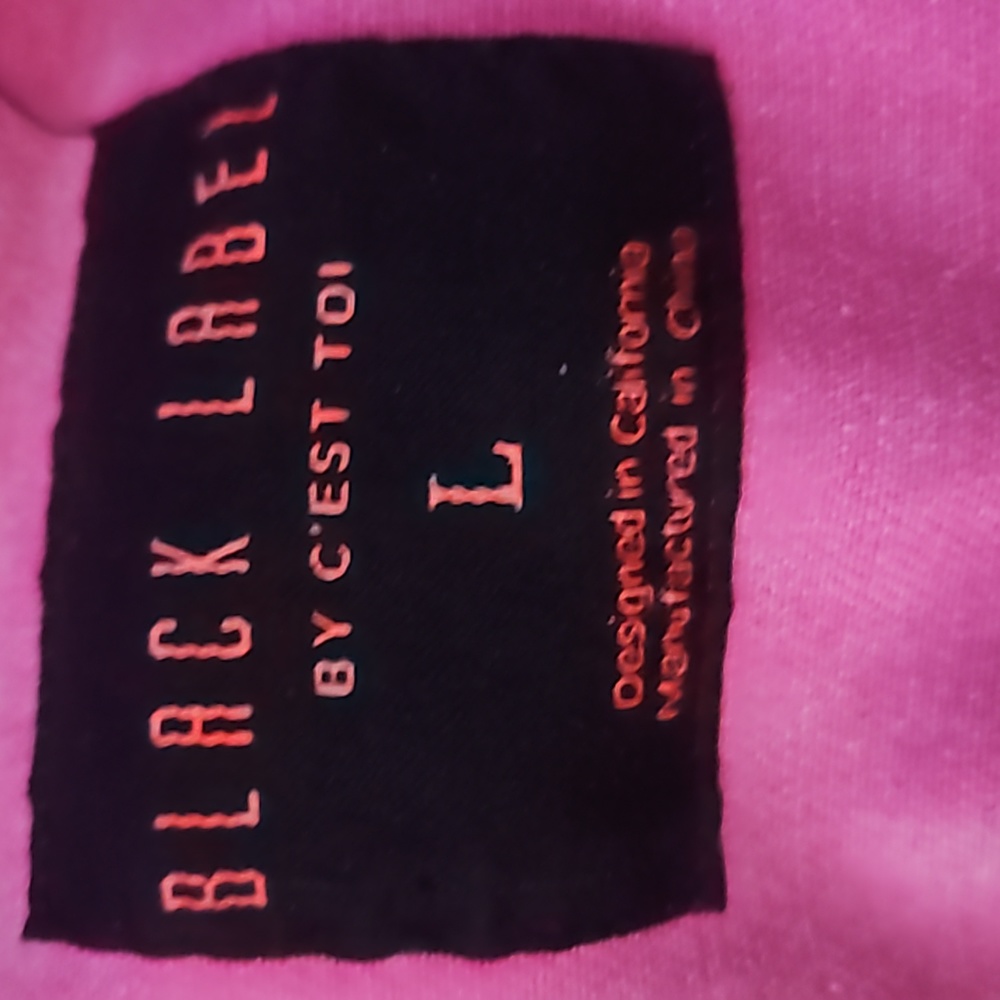 BLACK LABEL
BY C'EST TOI
L
Designed in California
Manufactured in China